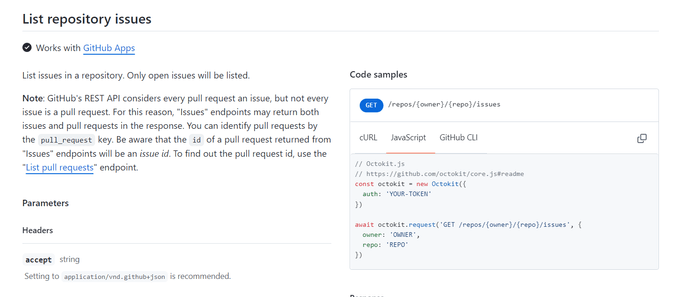 List repository issues
Works with GitHub Apps
List issues in a repository. Only open issues will be listed.
Note: GitHub's REST API considers every pull request an issue, but not every
issue is a pull request. For this reason, "Issues" endpoints may return both
issues and pull requests in the response. You can identify pull requests by
the pull_request key. Be aware that the id of a pull request returned from
"Issues" endpoints will be an issue id. To find out the pull request id, use the
"List pull requests" endpoint.
Parameters
Headers
accept string
Setting to application/vnd.github+json is recommended.
Code samples
GET /repos/{owner}/{repo}/issues
cURL JavaScript GitHub CLI
// Octokit.js
// https://github.com/octokit/core.js#readme
const octokit = new Octokit({
auth: 'YOUR-TOKEN'
})
await octokit.request('GET /repos/{owner}/{repo}/issues', {
owner: 'OWNER',
repo: 'REPO'
})